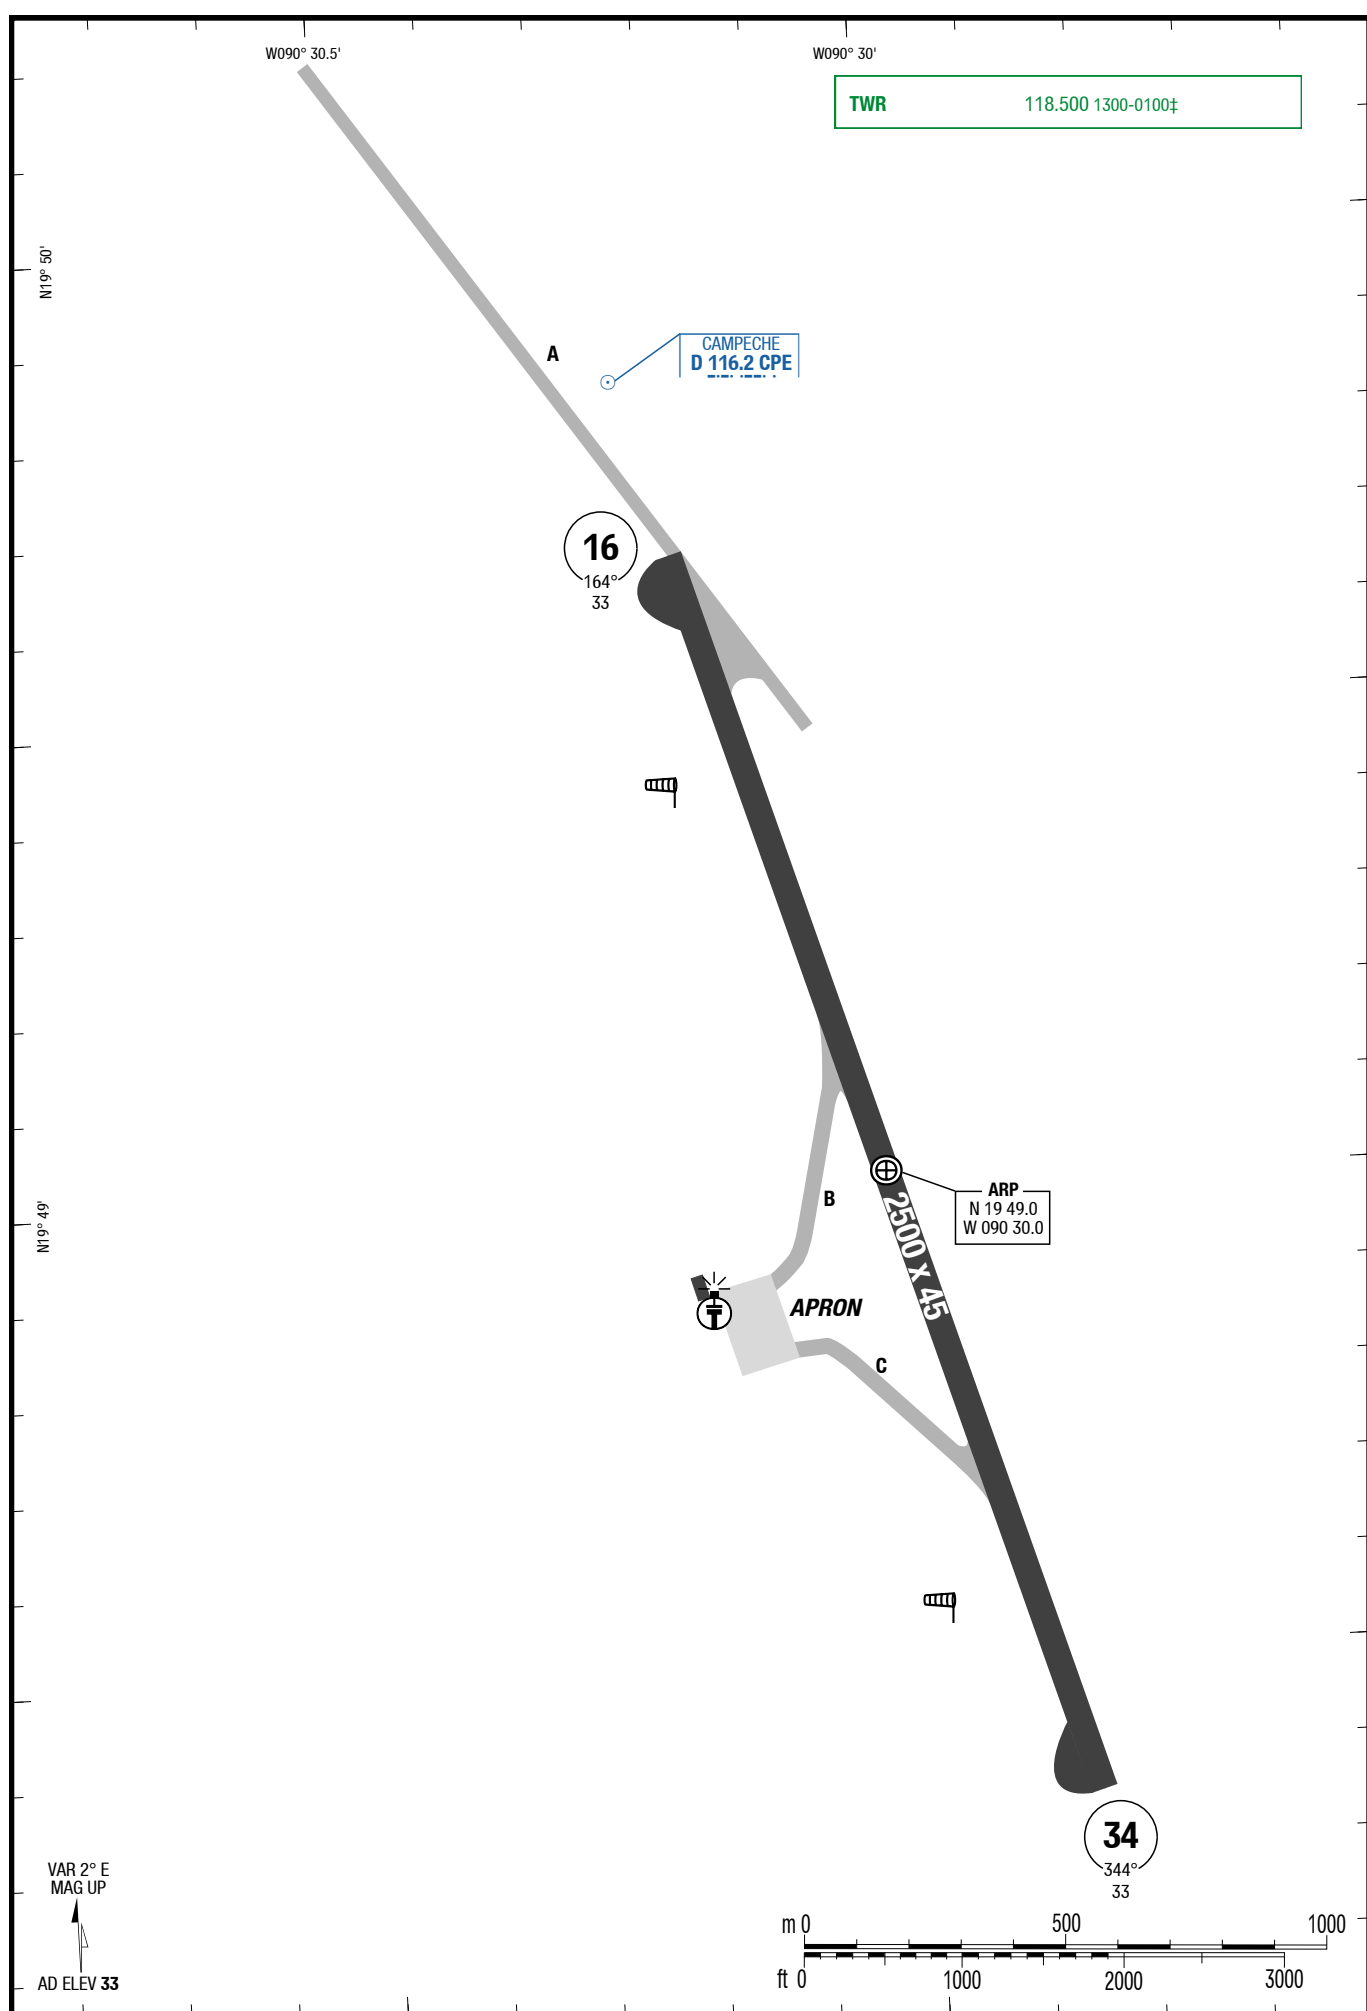 W090° 30.5'
W090° 30'
TWR 118.500 1300-0100‡
N19° 50'
A
CAMPECHE
D 116.2 CPE
16
164°
33
ARP
N 19 49.0
W 090 30.0
B
N19° 49'
2500 x 45
APRON
C
34
344°
33
VAR 2° E
MAG UP
AD ELEV 33
m 0 500 1000
ft 0 1000 2000 3000